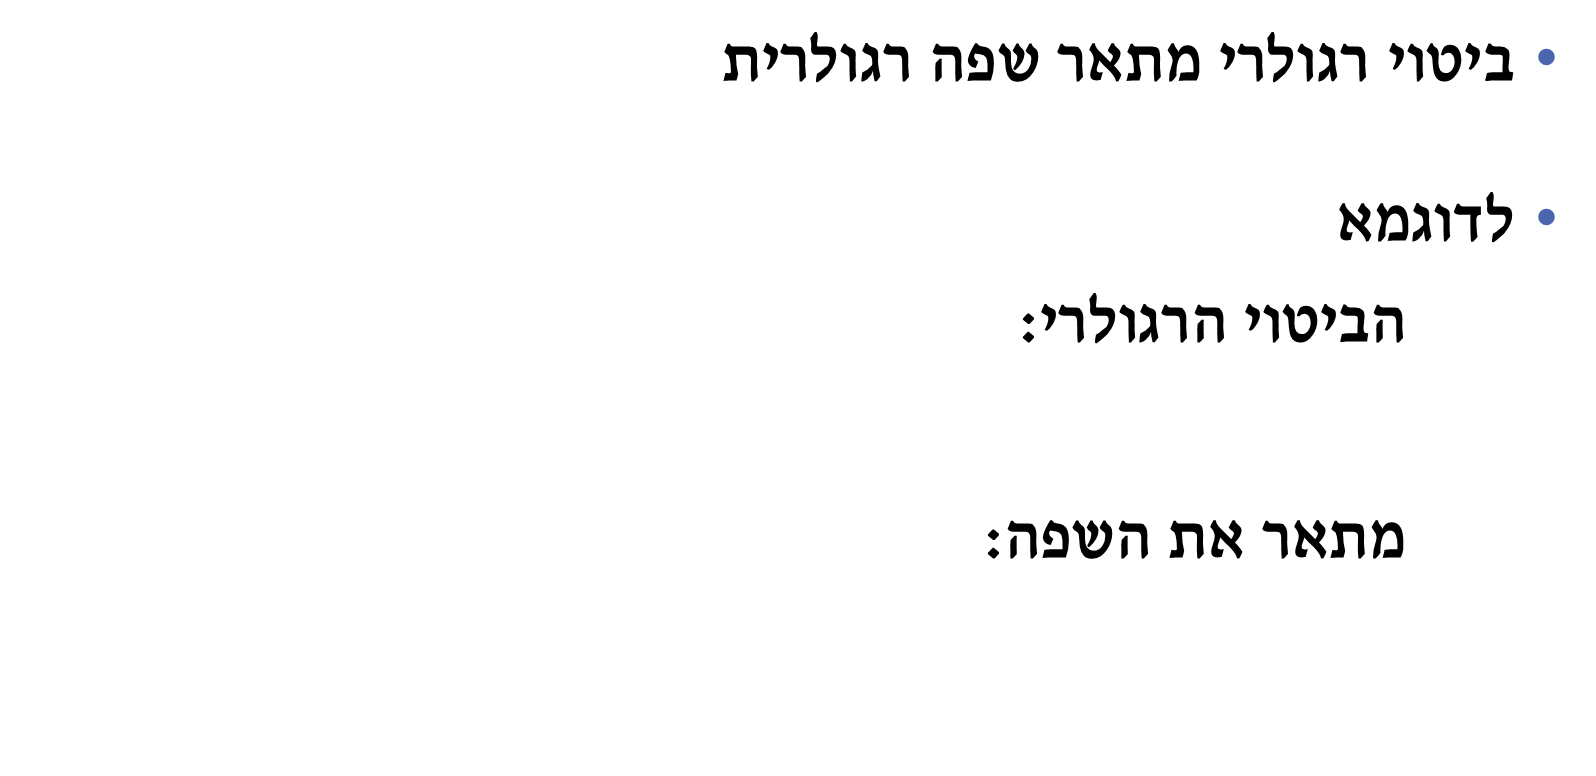 • ביטוי רגולרי מתאר שפה רגולרית
• לדוגמא
הביטוי הרגולרי:
מתאר את השפה: